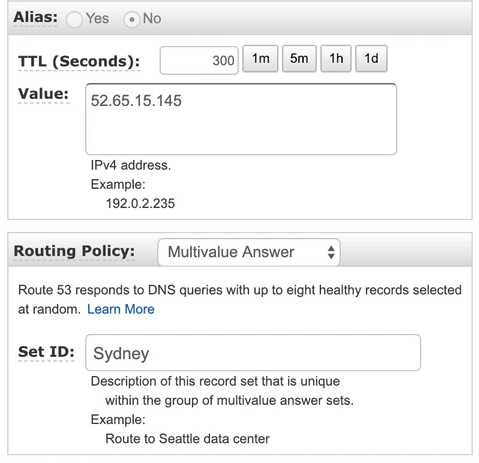 Alias: Yes No
TTL (Seconds): 300 1m 5m 1h 1d
Value: 52.65.15.145
IPv4 address.
Example:
192.0.2.235
Routing Policy: Multivalue Answer
Route 53 responds to DNS queries with up to eight healthy records selected
at random. Learn More
Set ID: Sydney
Description of this record set that is unique
within the group of multivalue answer sets.
Example:
Route to Seattle data center